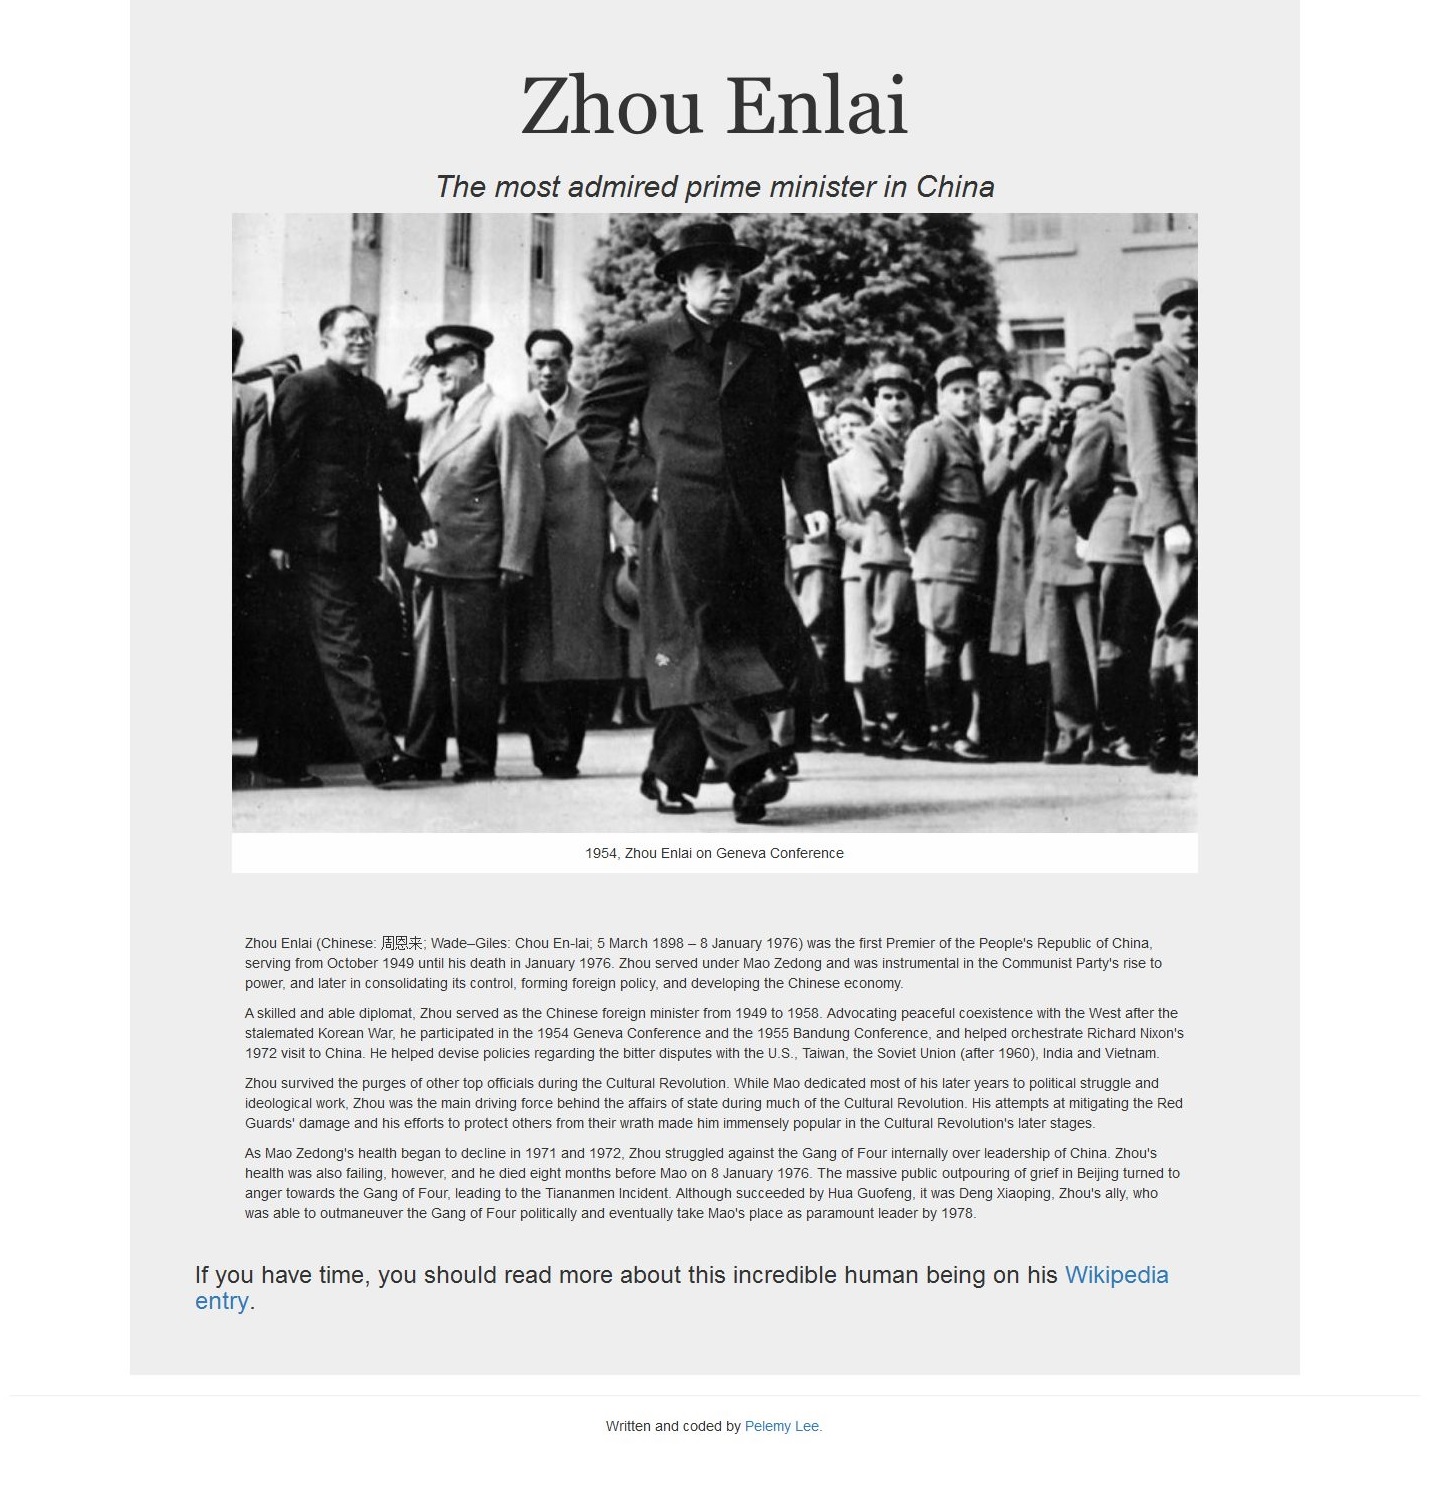 Zhou Enlai
The most admired prime minister in China
1954, Zhou Enlai on Geneva Conference
Zhou Enlai (Chinese: 周恩来; Wade–Giles: Chou En-lai; 5 March 1898 – 8 January 1976) was the first Premier of the People's Republic of China,
serving from October 1949 until his death in January 1976. Zhou served under Mao Zedong and was instrumental in the Communist Party's rise to
power, and later in consolidating its control, forming foreign policy, and developing the Chinese economy.
A skilled and able diplomat, Zhou served as the Chinese foreign minister from 1949 to 1958. Advocating peaceful coexistence with the West after the
stalemated Korean War, he participated in the 1954 Geneva Conference and the 1955 Bandung Conference, and helped orchestrate Richard Nixon's
1972 visit to China. He helped devise policies regarding the bitter disputes with the U.S., Taiwan, the Soviet Union (after 1960), India and Vietnam.
Zhou survived the purges of other top officials during the Cultural Revolution. While Mao dedicated most of his later years to political struggle and
ideological work, Zhou was the main driving force behind the affairs of state during much of the Cultural Revolution. His attempts at mitigating the Red
Guards' damage and his efforts to protect others from their wrath made him immensely popular in the Cultural Revolution's later stages.
As Mao Zedong's health began to decline in 1971 and 1972, Zhou struggled against the Gang of Four internally over leadership of China. Zhou's
health was also failing, however, and he died eight months before Mao on 8 January 1976. The massive public outpouring of grief in Beijing turned to
anger towards the Gang of Four, leading to the Tiananmen Incident. Although succeeded by Hua Guofeng, it was Deng Xiaoping, Zhou's ally, who
was able to outmaneuver the Gang of Four politically and eventually take Mao's place as paramount leader by 1978.
If you have time, you should read more about this incredible human being on his Wikipedia
entry.
Written and coded by Pelemy Lee.